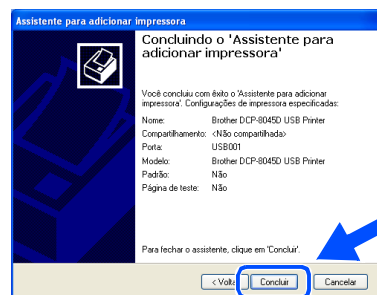 Assistente para adicionar impressora
Concluindo o 'Assistente para
adicionar impressora'
Você concluiu com êxito o 'Assistente para adicionar
impressora'. Configurações de impressora especificadas:
Nome: Brother DCP-8045D USB Printer
Compartilhamento: <Não compartilhada>
Porta: USB001
Modelo: Brother DCP-8045D USB Printer
Padrão: Não
Página de teste: Não
Para fechar o assistente, clique em 'Concluir'.
< Volta Concluir Cancelar